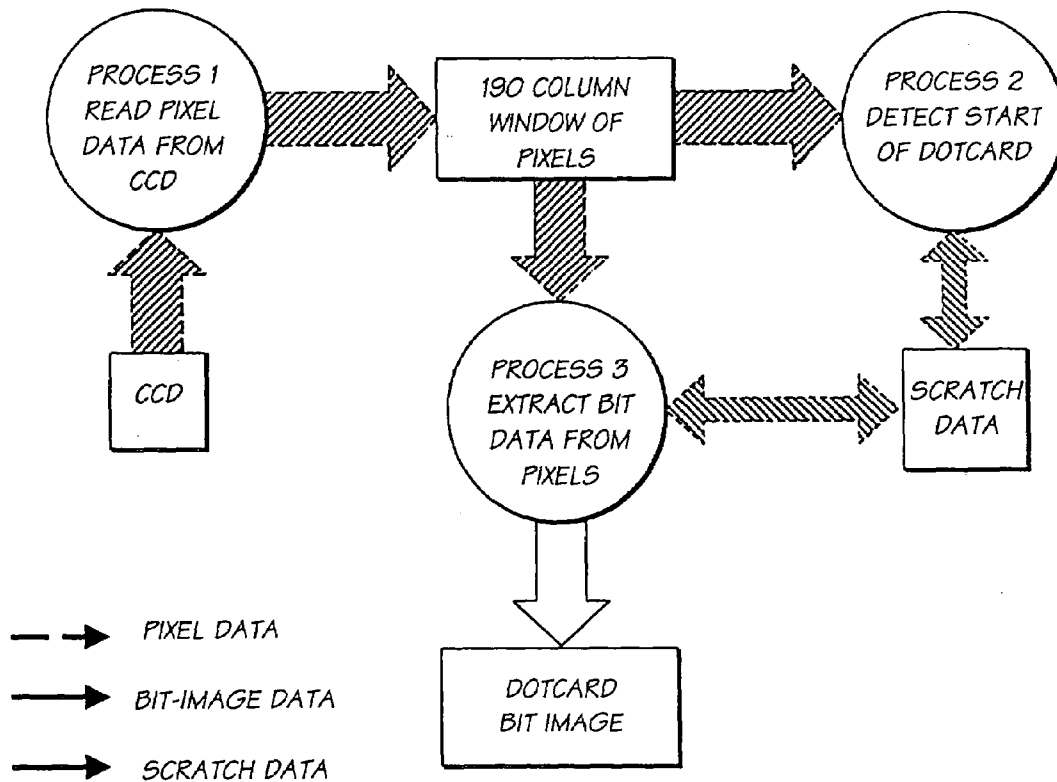 PROCESS 1
READ PIXEL
DATA FROM
CCD
190 COLUMN
WINDOW OF
PIXELS
PROCESS 2
DETECT START
OF DOTCARD
CCD
PROCESS 3
EXTRACT BIT
DATA FROM
PIXELS
SCRATCH
DATA
DOTCARD
BIT IMAGE
PIXEL DATA
BIT-IMAGE DATA
SCRATCH DATA